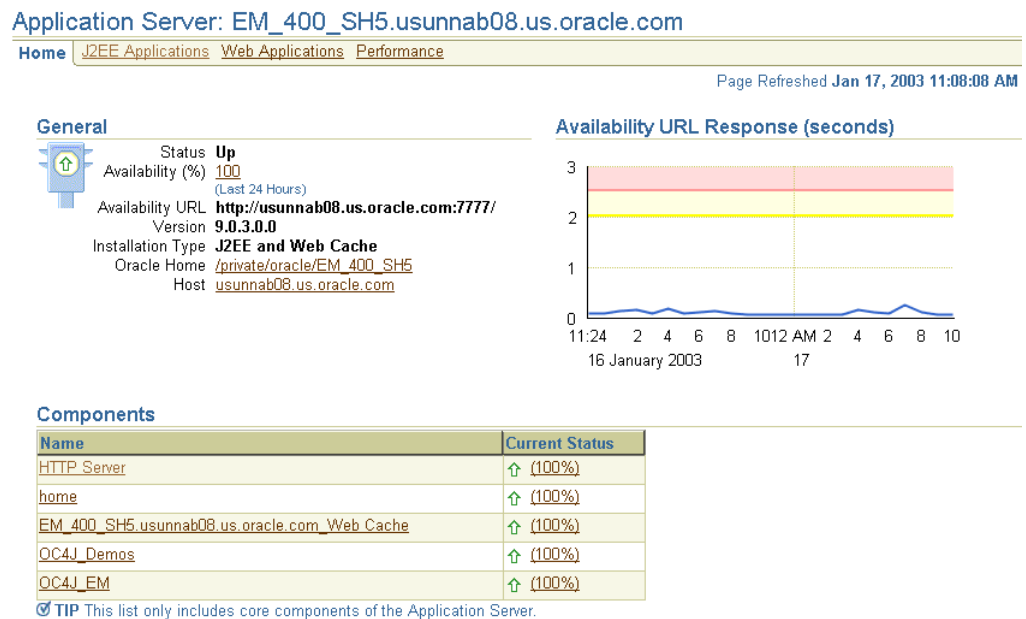 Application Server: EM_400_SH5.usunnab08.us.oracle.com
Home J2EE Applications Web Applications Performance
Page Refreshed Jan 17, 2003 11:08:08 AM
General
Status Up
Availability (%) 100
(Last 24 Hours)
Availability URL http://usunnab08.us.oracle.com:7777/
Version 9.0.3.0.0
Installation Type J2EE and Web Cache
Oracle Home /private/oracle/EM_400_SH5
Host usunnab08.us.oracle.com
Availability URL Response (seconds)
3
2
1
0
11:24 2 4 6 8 1012 AM 2 4 6 8 10
16 January 2003 17
Components
Name Current Status
HTTP Server (100%)
home (100%)
EM_400_SH5.usunnab08.us.oracle.com_Web Cache (100%)
OC4J_Demos (100%)
OC4J_EM (100%)
TIP This list only includes core components of the Application Server.